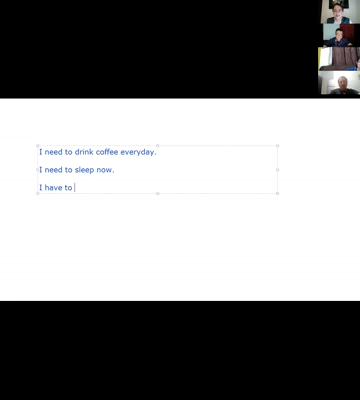 I need to drink coffee everyday.
I need to sleep now.
I have to